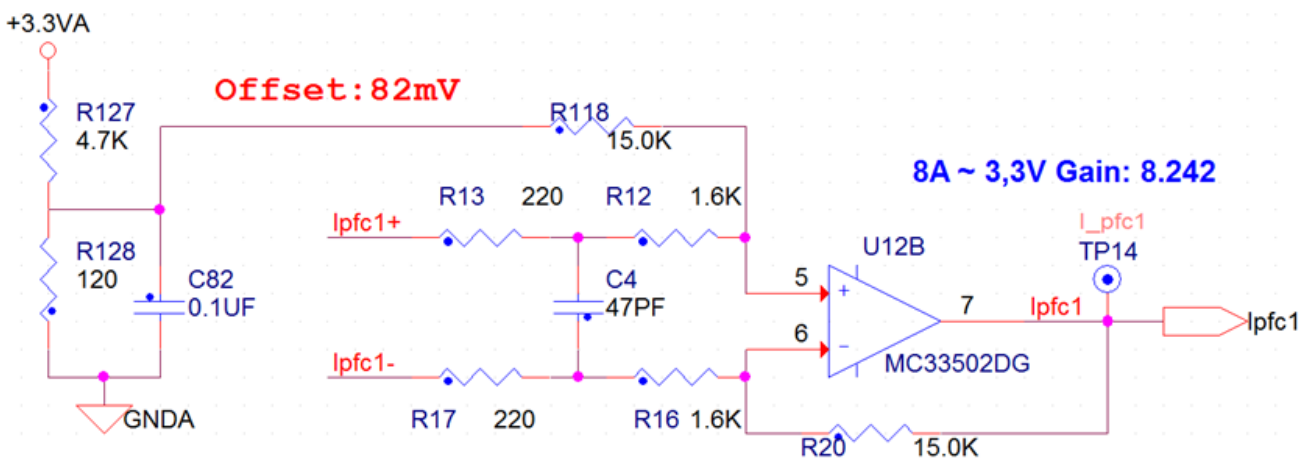 +3.3VA
Offset:82mV
R127
4.7K
R118
15.0K
8A ~ 3,3V Gain: 8.242
R13 220 R12 1.6K
Ipfc1+
I_pfc1
TP14
U12B
R128
120
C82
0.1UF
C4
47PF
5
+
7
Ipfc1
Ipfc1
6
-
MC33502DG
Ipfc1-
R17 220 R16 1.6K
GNDA
R20 15.0K